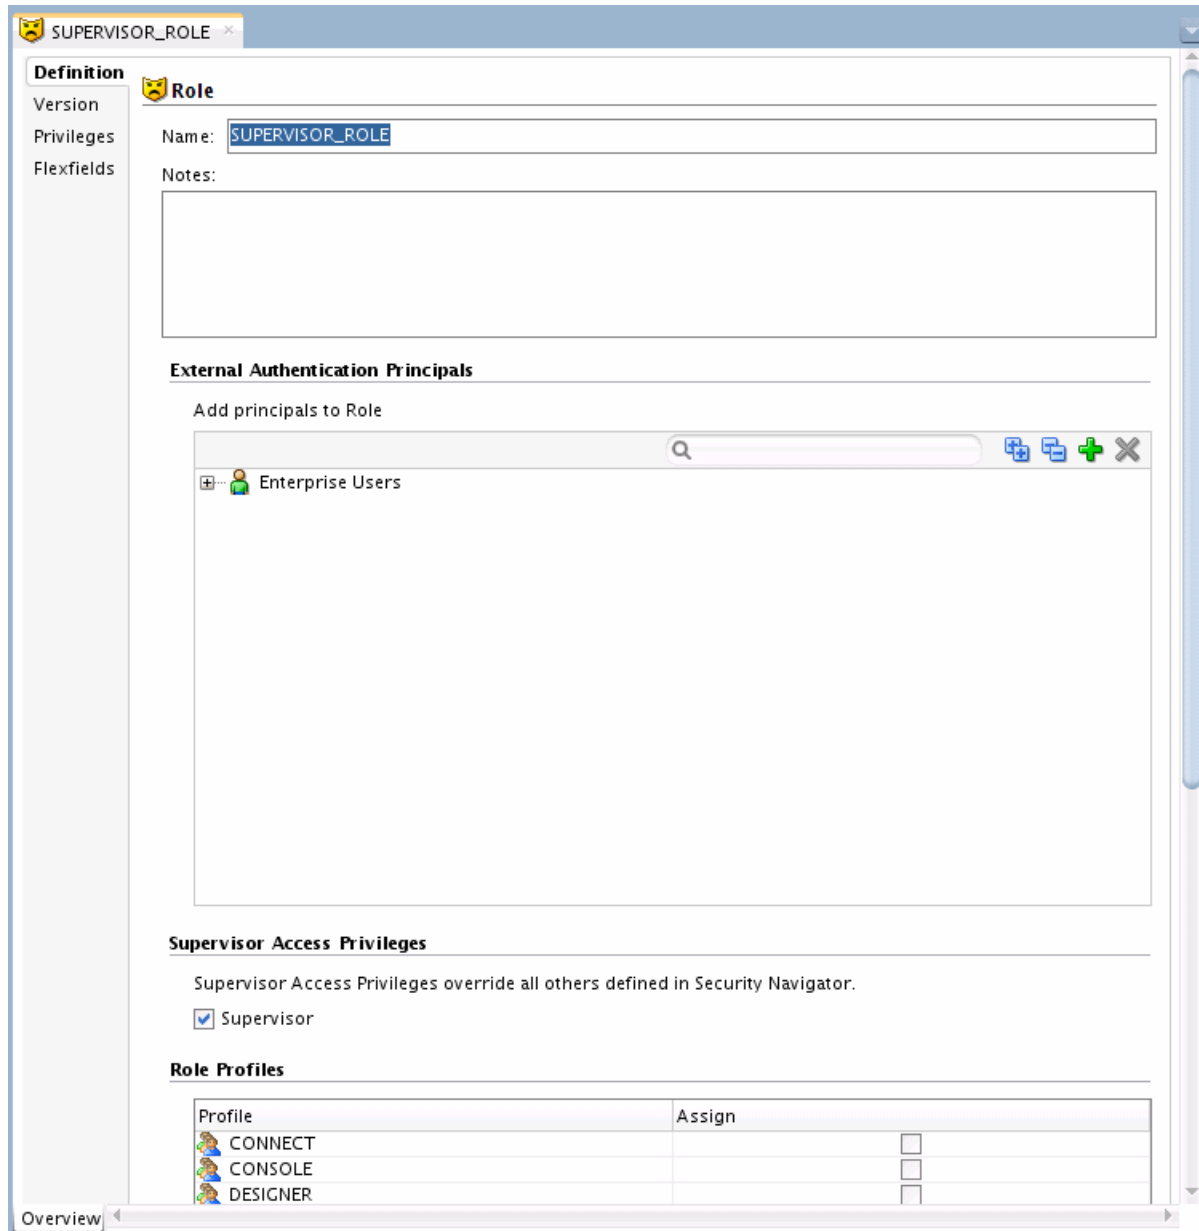 SUPERVISOR_ROLE
Definition
Version
Privileges
Flexfields
Role
Name: SUPERVISOR_ROLE
Notes:
External Authentication Principals
Add principals to Role
Enterprise Users
Supervisor Access Privileges
Supervisor Access Privileges override all others defined in Security Navigator.
Supervisor
Role Profiles
Profile Assign
CONNECT
CONSOLE
DESIGNER
Overview